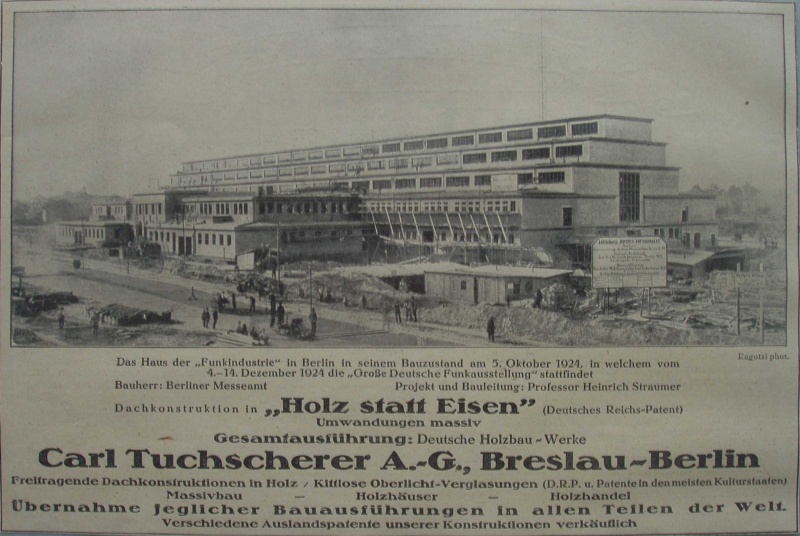 Rugotzi phot.
Das Haus der „Funkindustrie" in Berlin in seinem Bauzustand am 5. Oktober 1924, in welchem vom
4.–14. Dezember 1924 die „Große Deutsche Funkausstellung" stattfindet
Bauherr: Berliner Messeamt Projekt und Bauleitung: Professor Heinrich Straumer
Dachkonstruktion in „Holz statt Eisen" (Deutsches Reichs-Patent)
Umwandungen massiv
Gesamtausführung: Deutsche Holzbau-Werke
Carl Tuchscherer A.-G., Breslau-Berlin
Freitragende Dachkonstruktionen in Holz / Kittlose Oberlicht-Verglasungen (D.R.P. u. Patente in den meisten Kulturstaaten)
Massivbau – Holzhäuser – Holzhandel
Übernahme jeglicher Bauausführungen in allen Teilen der Welt.
Verschiedene Auslandspatente unserer Konstruktionen verkäuflich